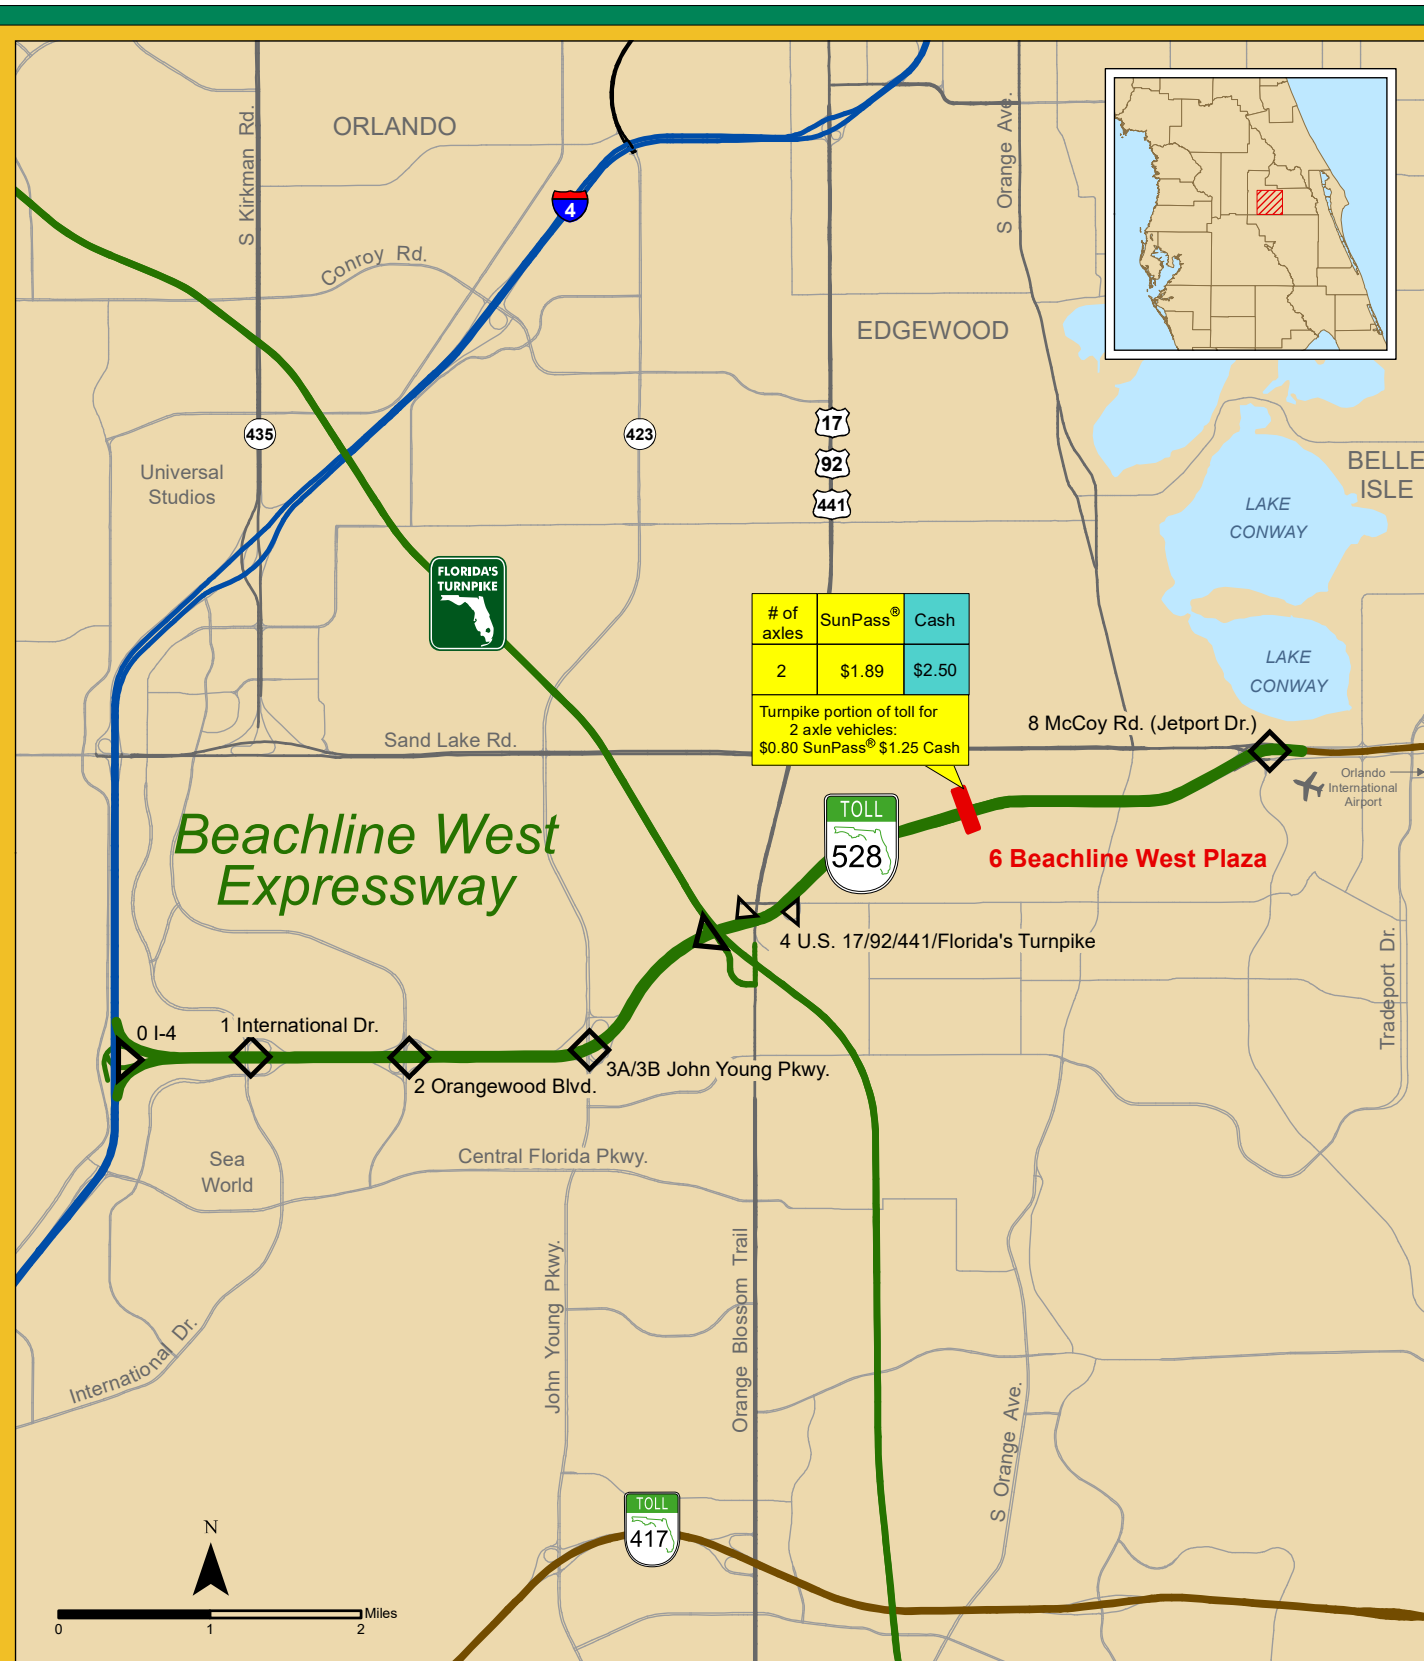 ORLANDO
S Kirkman Rd.
S Orange Ave.
4
Conroy Rd.
EDGEWOOD
435
423
17
92
441
Universal
Studios
BELLE
ISLE
LAKE
CONWAY
FLORIDA'S
TURNPIKE
# of
axles
SunPass®
Cash
2
$1.89
$2.50
Turnpike portion of toll for
2 axle vehicles:
$0.80 SunPass® $1.25 Cash
LAKE
CONWAY
8 McCoy Rd. (Jetport Dr.)
Sand Lake Rd.
Orlando
International
Airport
Beachline West
Expressway
TOLL
528
6 Beachline West Plaza
4 U.S. 17/92/441/Florida's Turnpike
Tradeport Dr.
0 I-4
1 International Dr.
2 Orangewood Blvd.
3A/3B John Young Pkwy.
Sea
World
Central Florida Pkwy.
John Young Pkwy.
Orange Blossom Trail
International Dr.
S Orange Ave.
TOLL
417
N
Miles
0 1 2